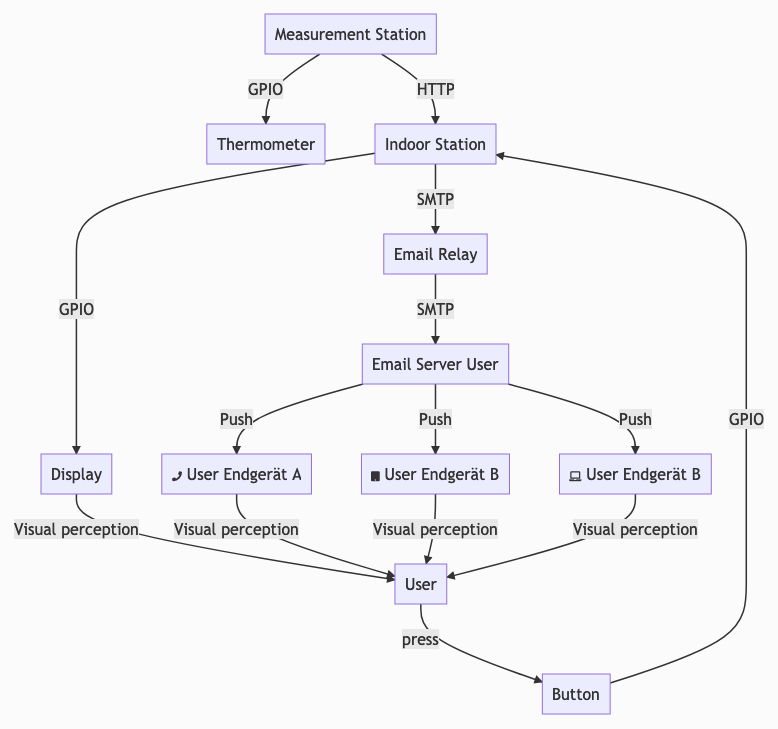 Measurement Station
GPIO
HTTP
Thermometer
Indoor Station
SMTP
Email Relay
GPIO
SMTP
Email Server User
Push
Push
Push
GPIO
Display
User Endgerät A
User Endgerät B
User Endgerät B
Visual perception
Visual perception
Visual perception
Visual perception
User
press
Button